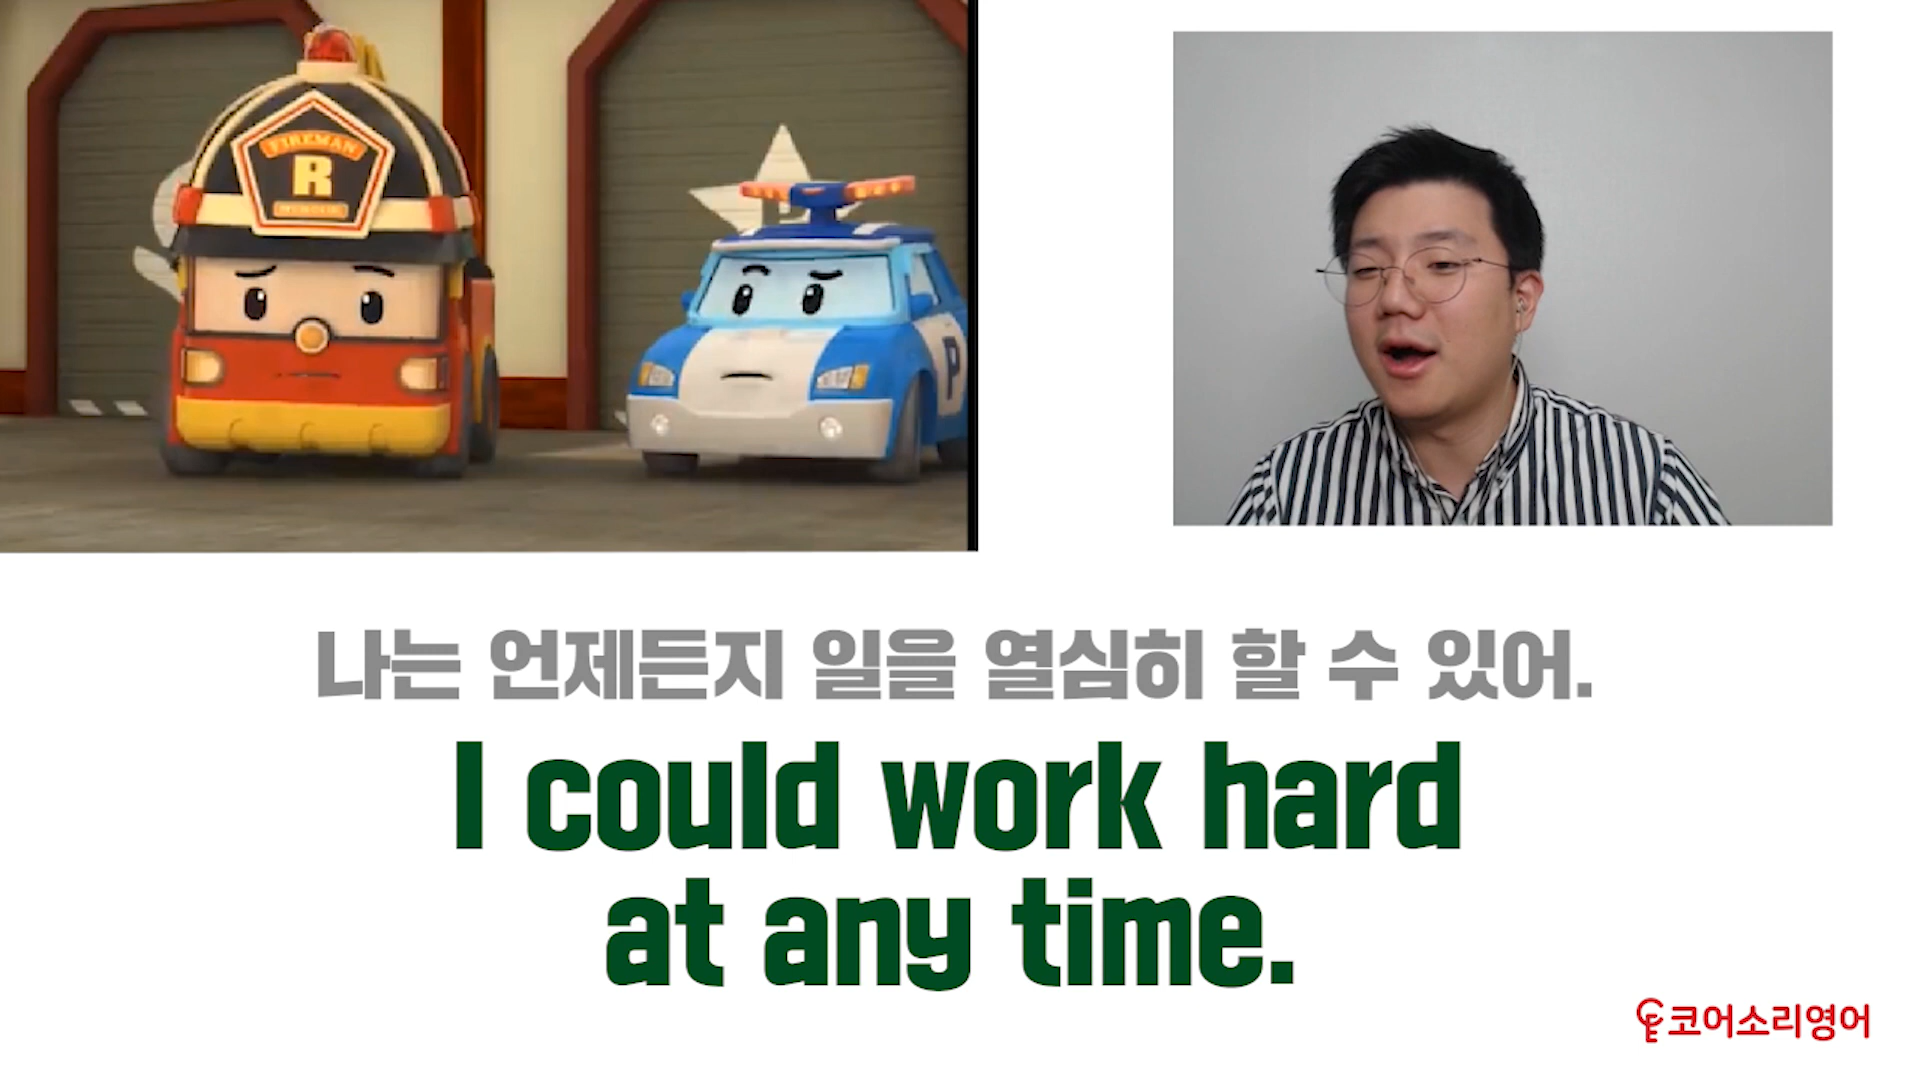 FIREMAN
R
P
나는 언제든지 일을 열심히 할 수 있어.
I could work hard
at any time.
코어소리영어